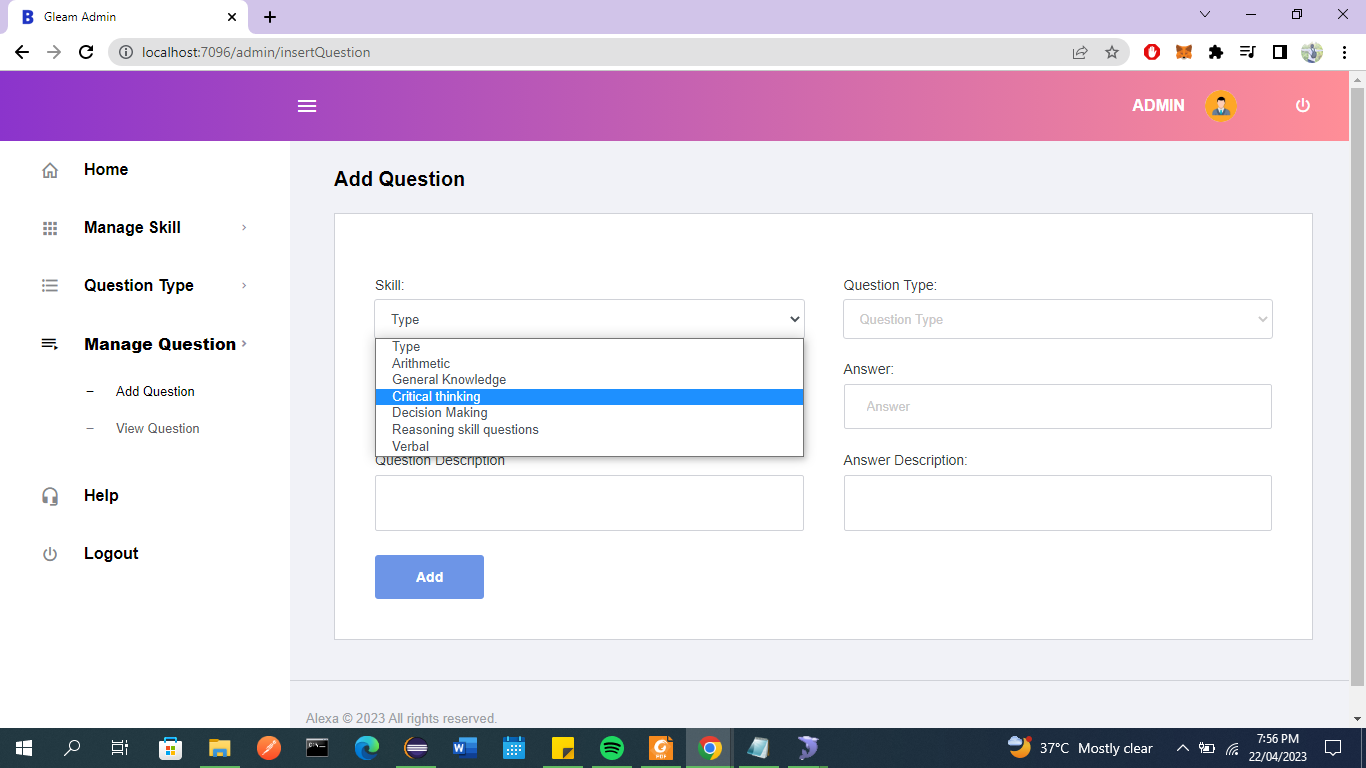 Gleam Admin
localhost:7096/admin/insertQuestion
ADMIN
Home
Manage Skill
Question Type
Manage Question
Add Question
View Question
Help
Logout
Add Question
Skill:
Question Type:
Type
Question Type
Type
Arithmetic
General Knowledge
Critical thinking
Decision Making
Reasoning skill questions
Verbal
Answer:
Answer
Question Description
Answer Description:
Add
Alexa © 2023 All rights reserved.
37°C Mostly clear
7:56 PM
22/04/2023